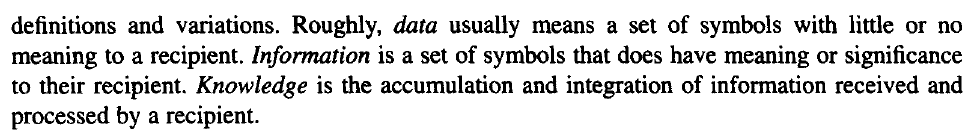 definitions and variations. Roughly, data usually means a set of symbols with little or no
meaning to a recipient. Information is a set of symbols that does have meaning or significance
to their recipient. Knowledge is the accumulation and integration of information received and
processed by a recipient.